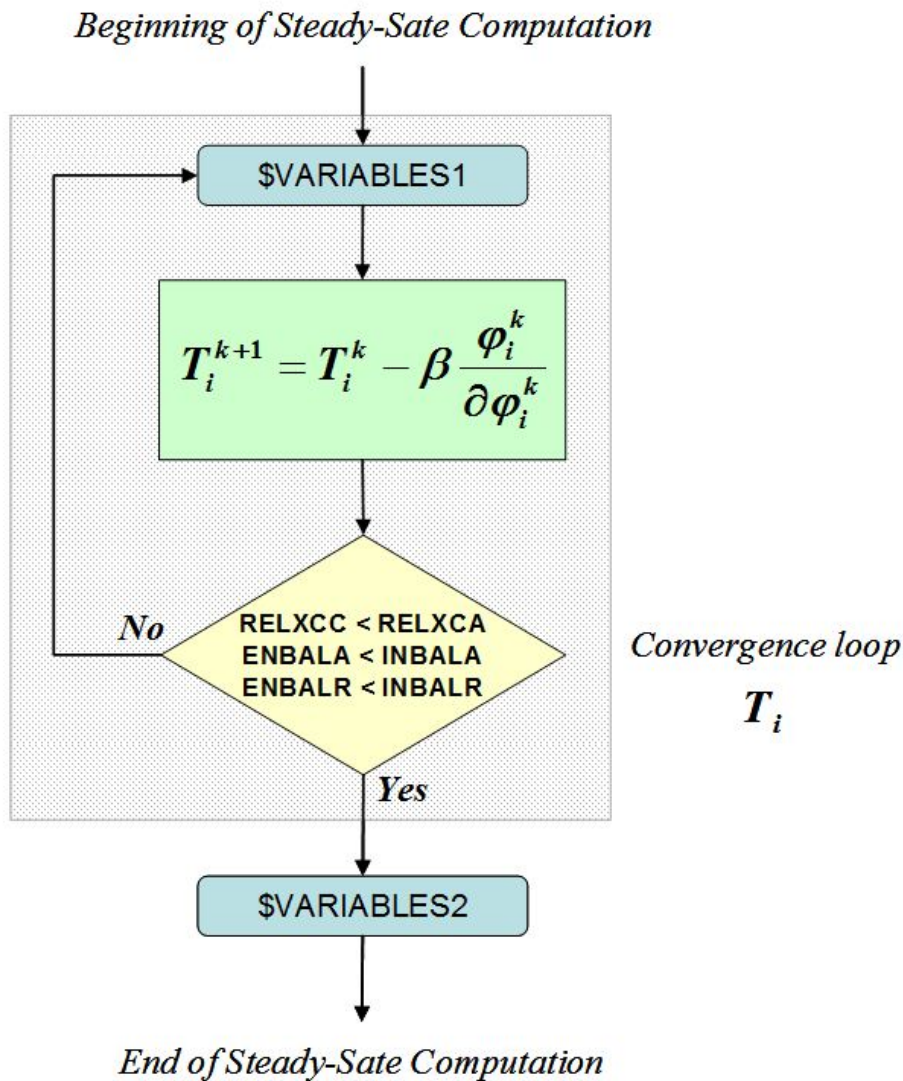 Beginning of Steady-Sate Computation
$VARIABLES1
T_i^{k+1} = T_i^k - β φ_i^k / ∂φ_i^k
No
RELXCC < RELXCA
ENBALA < INBALA
ENBALR < INBALR
Convergence loop
T_i
Yes
$VARIABLES2
End of Steady-Sate Computation